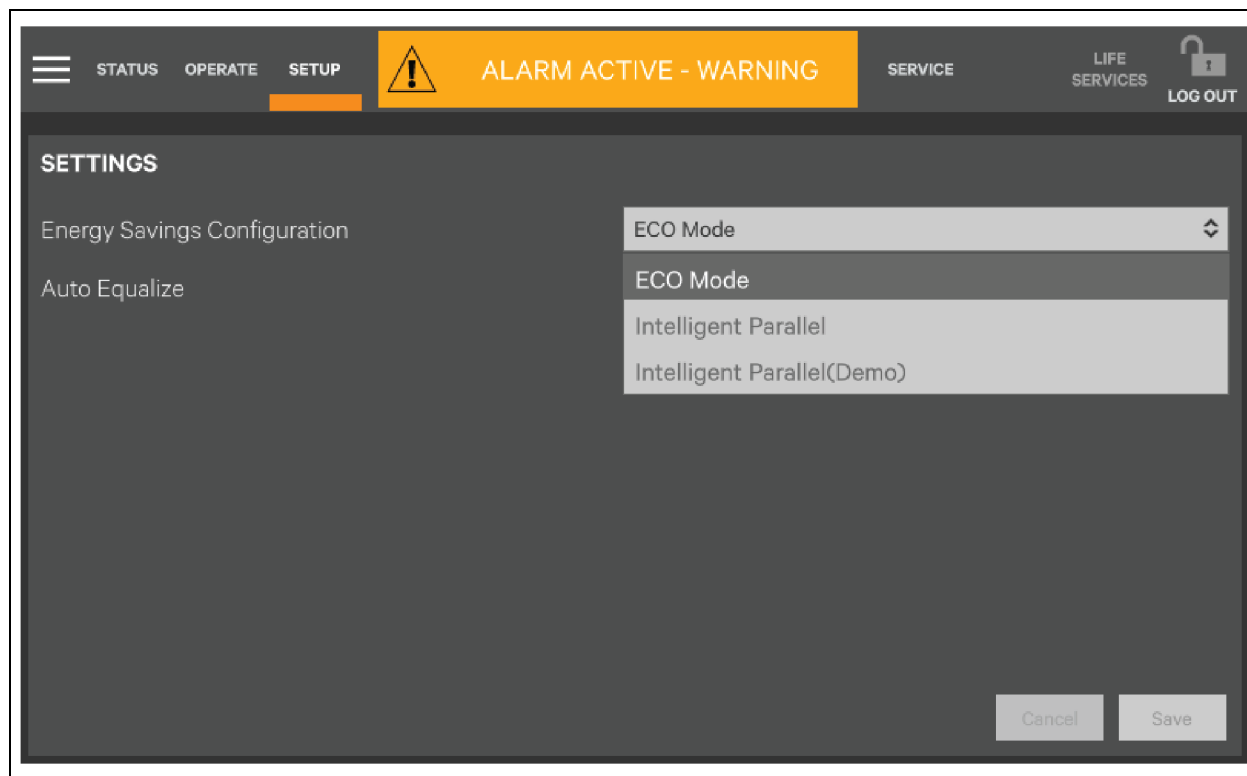 STATUS OPERATE SETUP ! ALARM ACTIVE - WARNING SERVICE LIFE
SERVICES
LOG OUT
SETTINGS
Energy Savings Configuration ECO Mode
ECO Mode
Auto Equalize
Intelligent Parallel
Intelligent Parallel(Demo)
Cancel Save